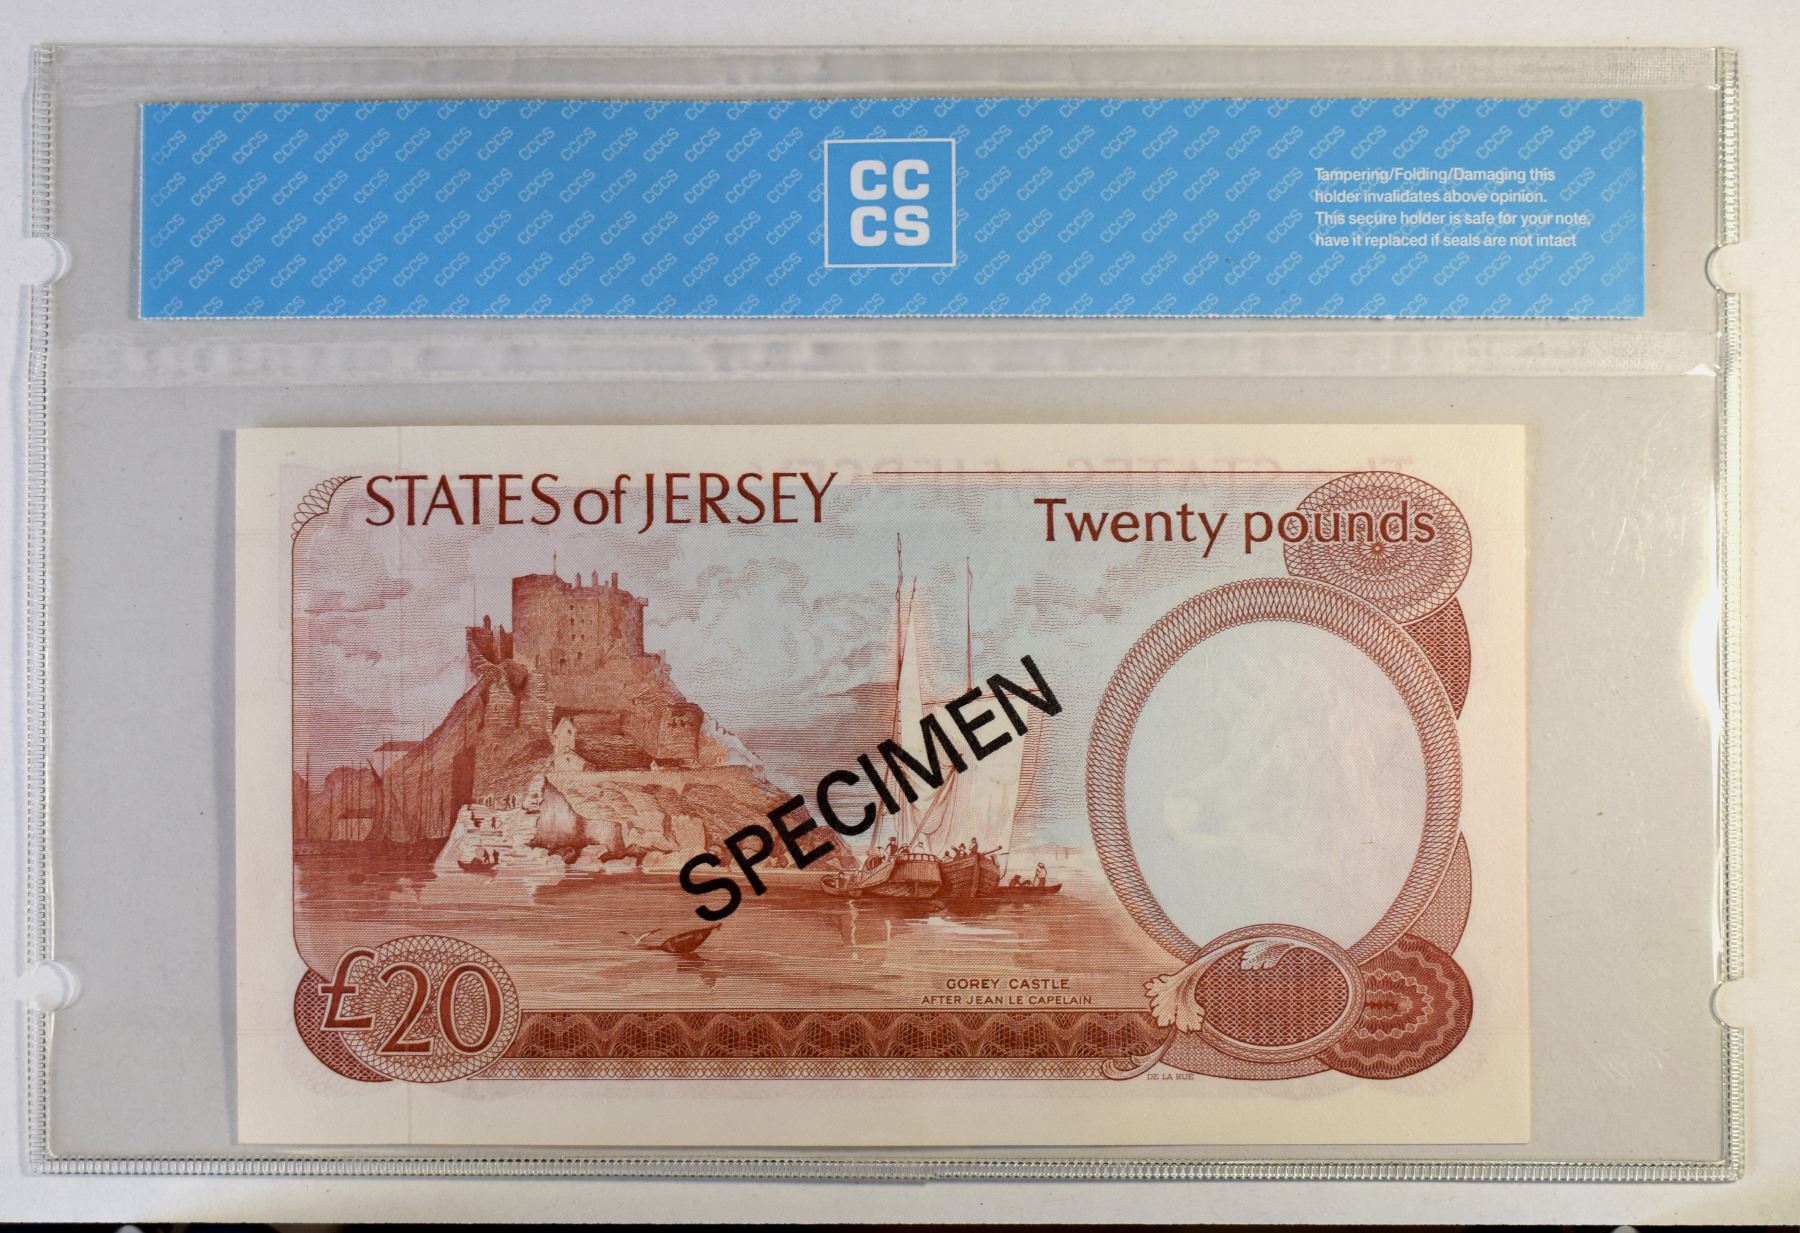 CC
CS
Tampering/Folding/Damaging this
holder invalidates above opinion.
This secure holder is safe for your note,
have it replaced if seals are not intact
STATES of JERSEY
Twenty pounds
SPECIMEN
GOREY CASTLE
AFTER JEAN LE CAPELAIN
£20
DE LA RUE